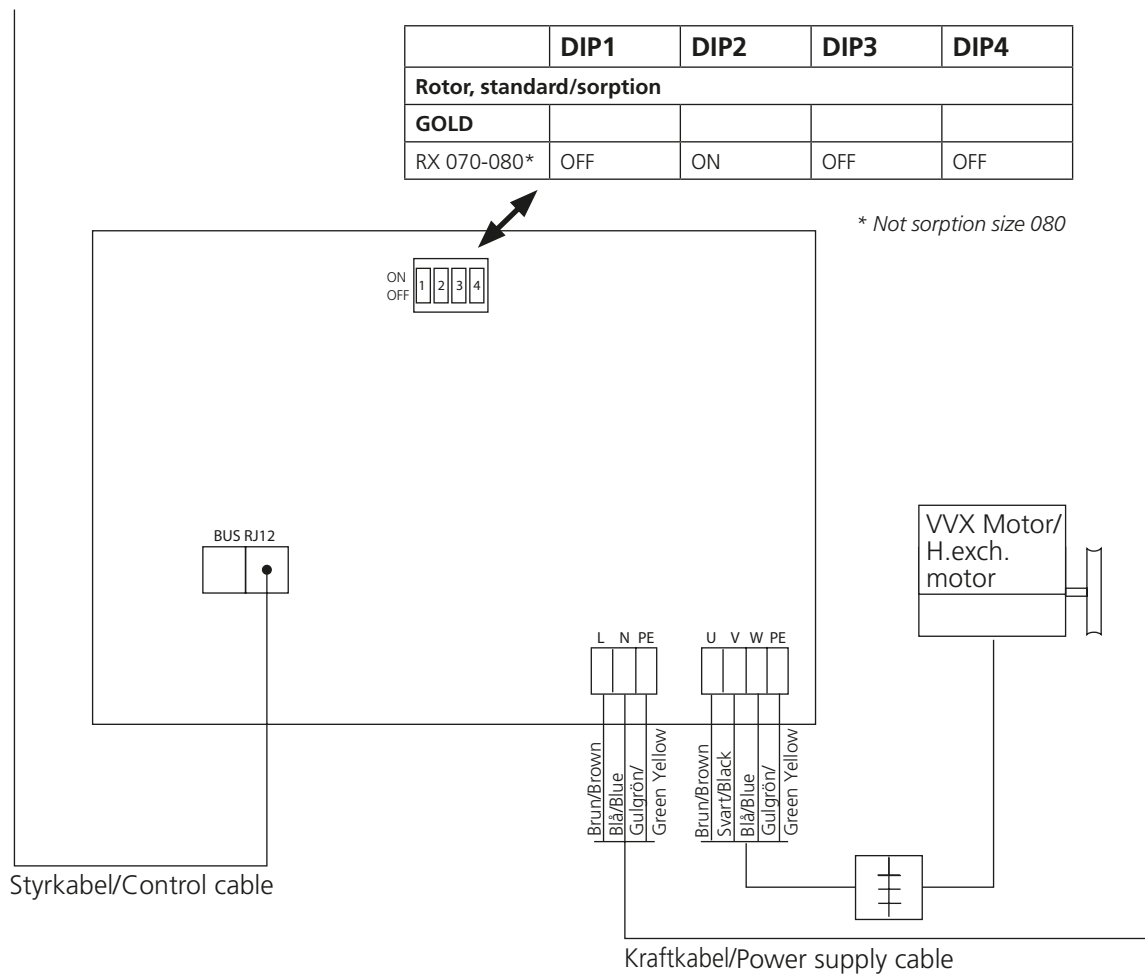 DIP1 DIP2 DIP3 DIP4
Rotor, standard/sorption
GOLD
RX 070-080* OFF ON OFF OFF
* Not sorption size 080
ON
OFF
1 2 3 4
BUS RJ12
VVX Motor/
H.exch.
motor
L N PE
U V W PE
Brun/Brown
Blå/Blue
Gulgrön/
Green Yellow
Brun/Brown
Svart/Black
Blå/Blue
Gulgrön/
Green Yellow
Styrkabel/Control cable
Kraftkabel/Power supply cable